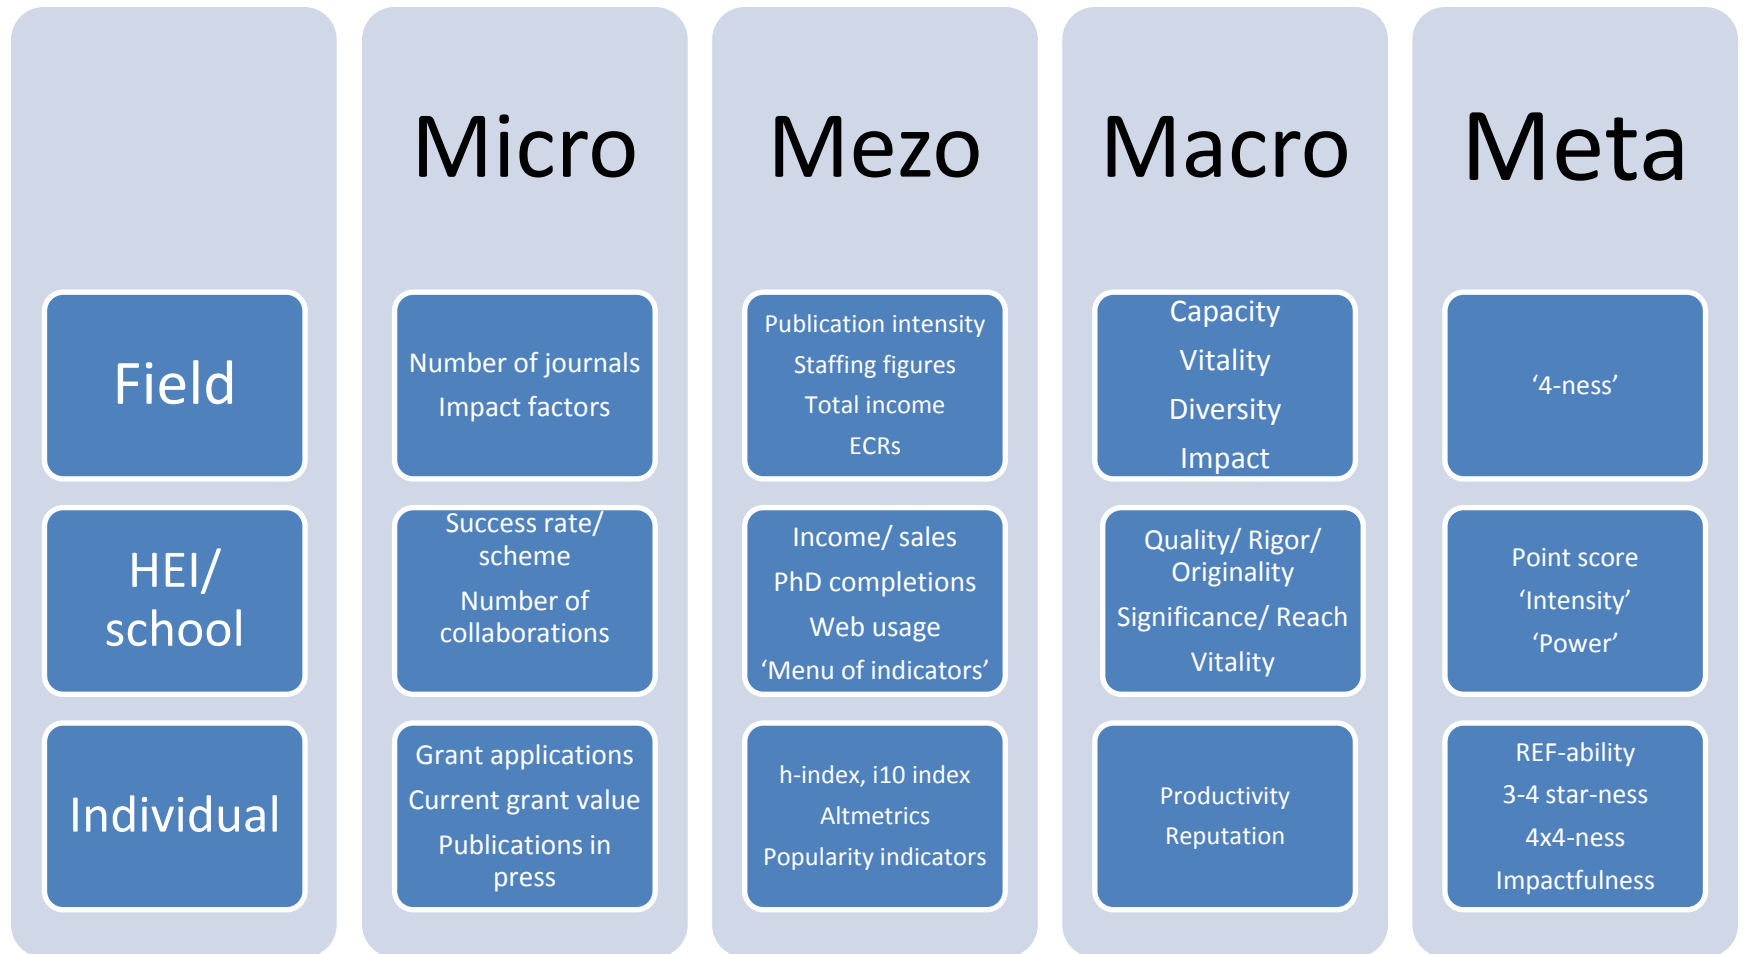 Micro
Mezo
Macro
Meta
Field
Number of journals
Impact factors
Publication intensity
Staffing figures
Total income
ECRs
Capacity
Vitality
Diversity
Impact
‘4-ness’
HEI/
school
Success rate/
scheme
Number of
collaborations
Income/ sales
PhD completions
Web usage
‘Menu of indicators’
Quality/ Rigor/
Originality
Significance/ Reach
Vitality
Point score
‘Intensity’
‘Power’
Individual
Grant applications
Current grant value
Publications in
press
h-index, i10 index
Altmetrics
Popularity indicators
Productivity
Reputation
REF-ability
3-4 star-ness
4x4-ness
Impactfulness